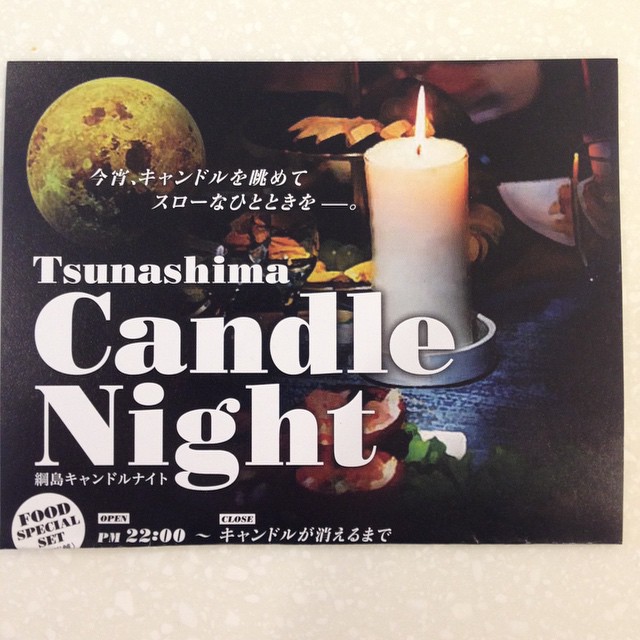 今宵、キャンドルを眺めて
スローなひとときを―。
Tsunashima
Candle
Night
綱島キャンドルナイト
FOOD
SPECIAL
SET
OPEN
PM 22:00 ~
CLOSE
キャンドルが消えるまで